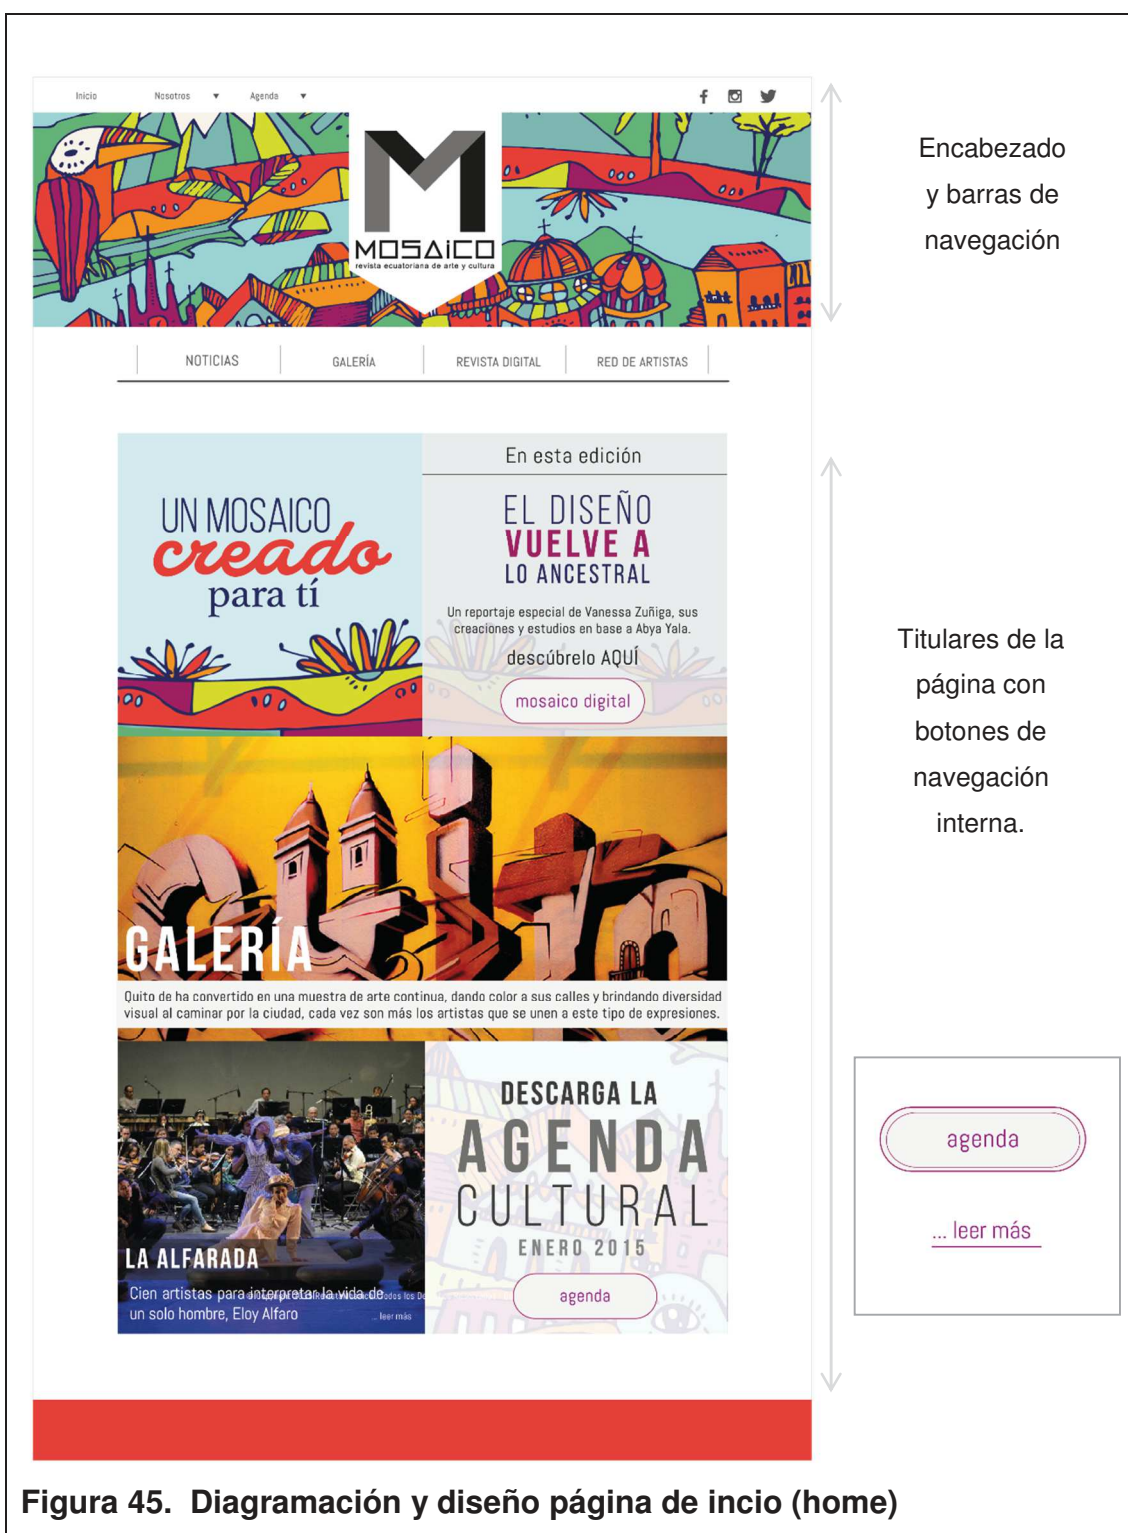 Inicio Nosotros ▼ Agenda ▼
M
MOSAiCO
revista ecuatoriana de arte y cultura
Encabezado
y barras de
navegación
NOTICIAS GALERÍA REVISTA DIGITAL RED DE ARTISTAS
UN MOSAICO
creado
para tí
En esta edición
EL DISEÑO
VUELVE A
LO ANCESTRAL
Un reportaje especial de Vanessa Zuñiga, sus
creaciones y estudios en base a Abya Yala.
descúbrelo AQUÍ
mosaico digital
Titulares de la
página con
botones de
navegación
interna.
GALERÍA
Quito de ha convertido en una muestra de arte continua, dando color a sus calles y brindando diversidad
visual al caminar por la ciudad, cada vez son más los artistas que se unen a este tipo de expresiones.
LA ALFARADA
Cien artistas para interpretar la vida de
un solo hombre, Eloy Alfaro
... leer más
DESCARGA LA
AGENDA
CULTURAL
ENERO 2015
agenda
agenda
... leer más
Figura 45. Diagramación y diseño página de incio (home)